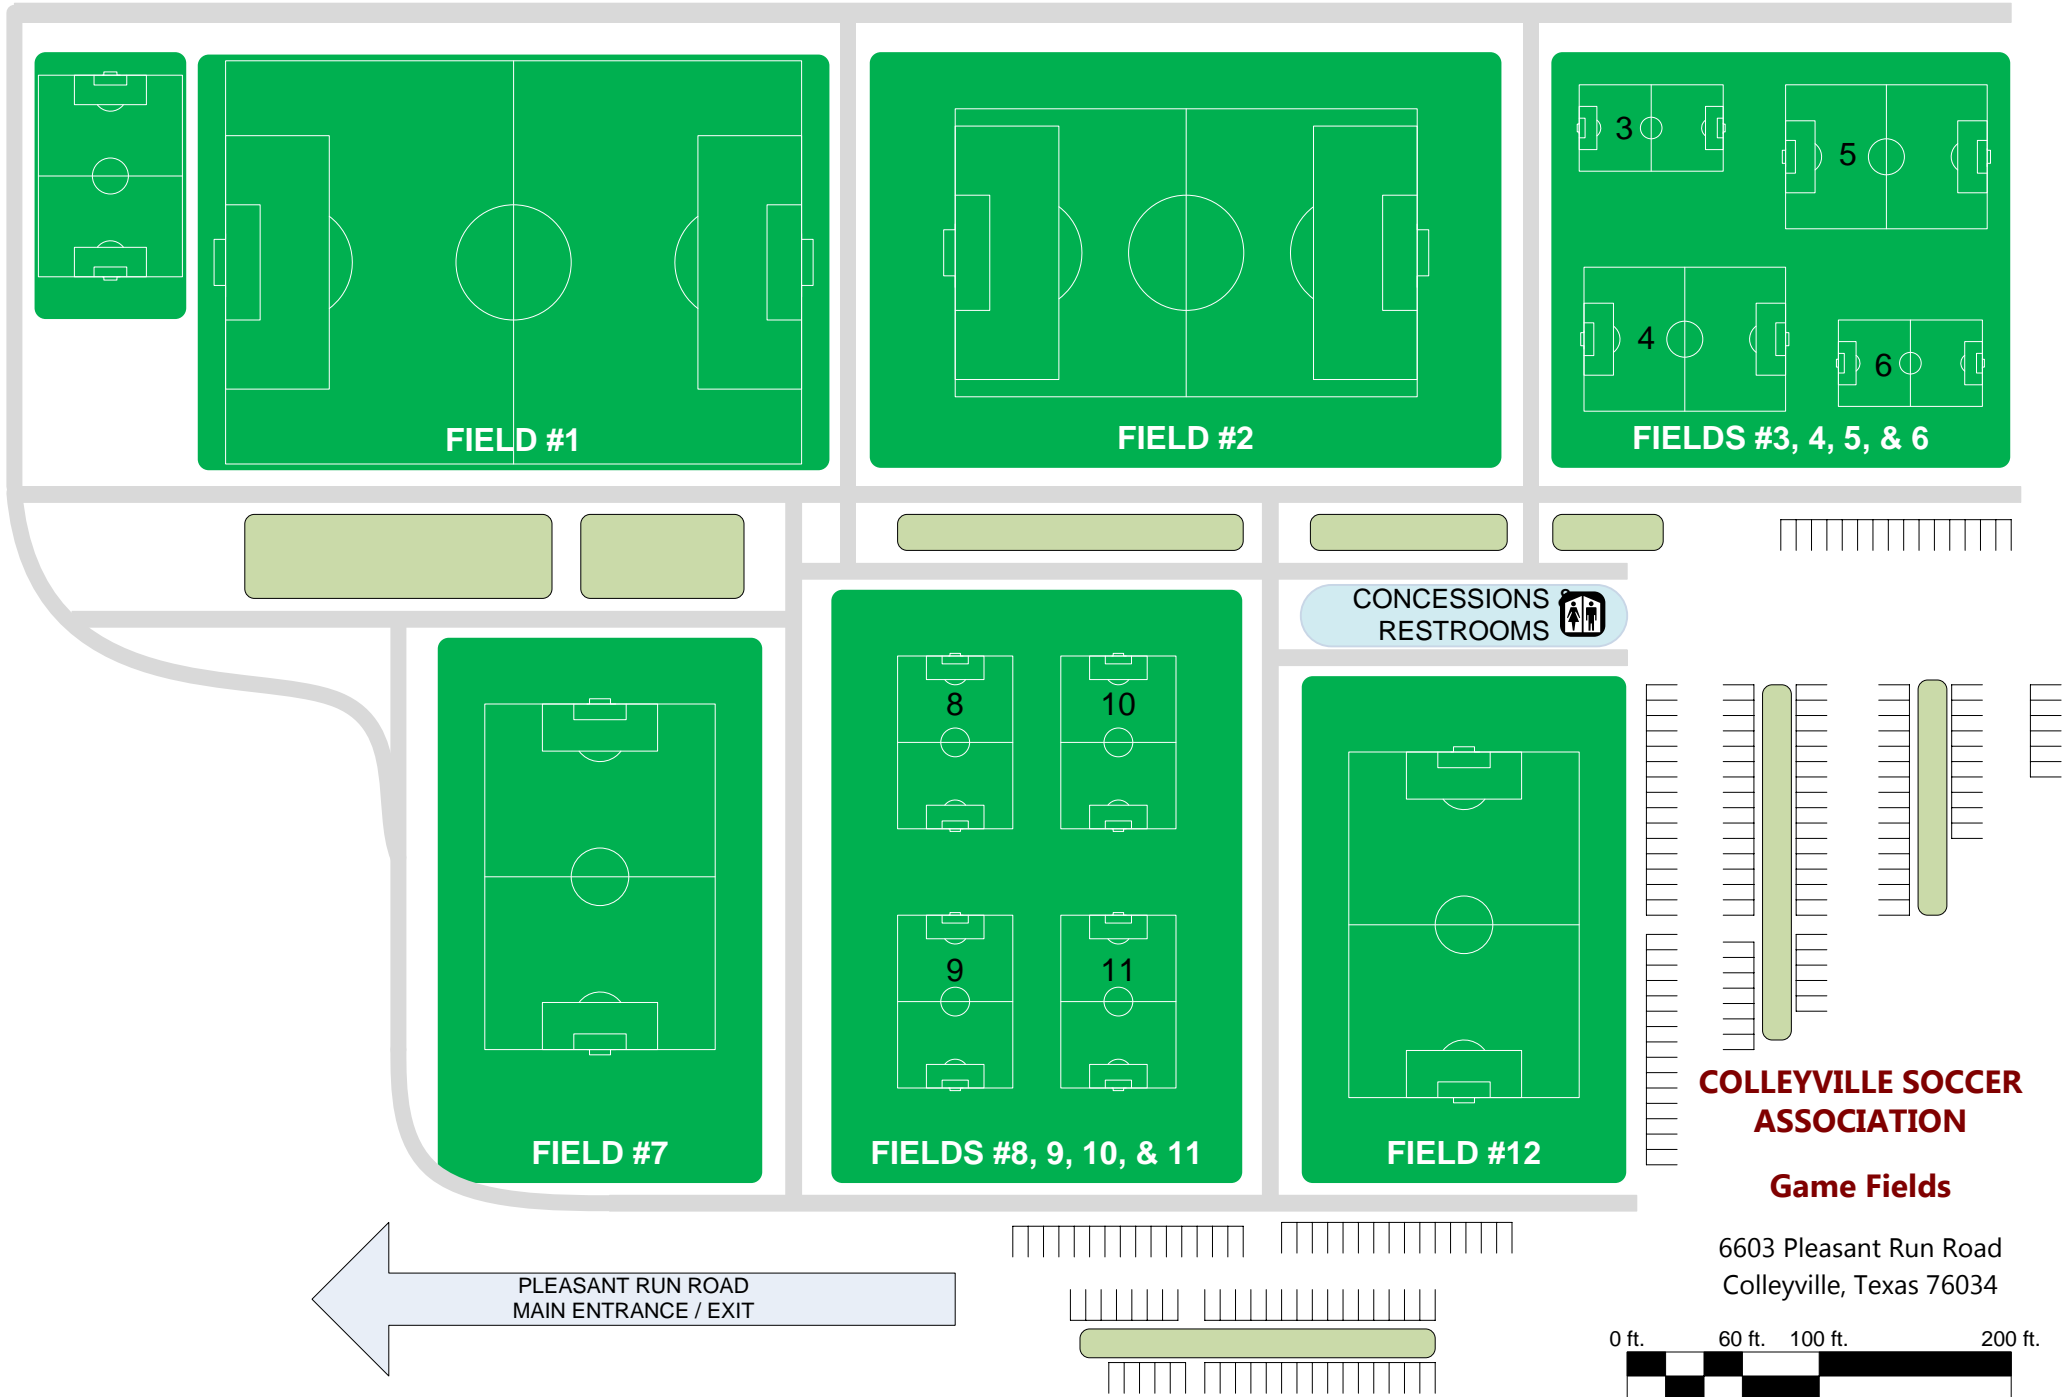 3
5
4
6
FIELD #1
FIELD #2
FIELDS #3, 4, 5, & 6
CONCESSIONS &
RESTROOMS
8
10
9
11
FIELD #7
FIELDS #8, 9, 10, & 11
FIELD #12
COLLEYVILLE SOCCER
ASSOCIATION
Game Fields
6603 Pleasant Run Road
Colleyville, Texas 76034
PLEASANT RUN ROAD
MAIN ENTRANCE / EXIT
0 ft. 60 ft. 100 ft. 200 ft.